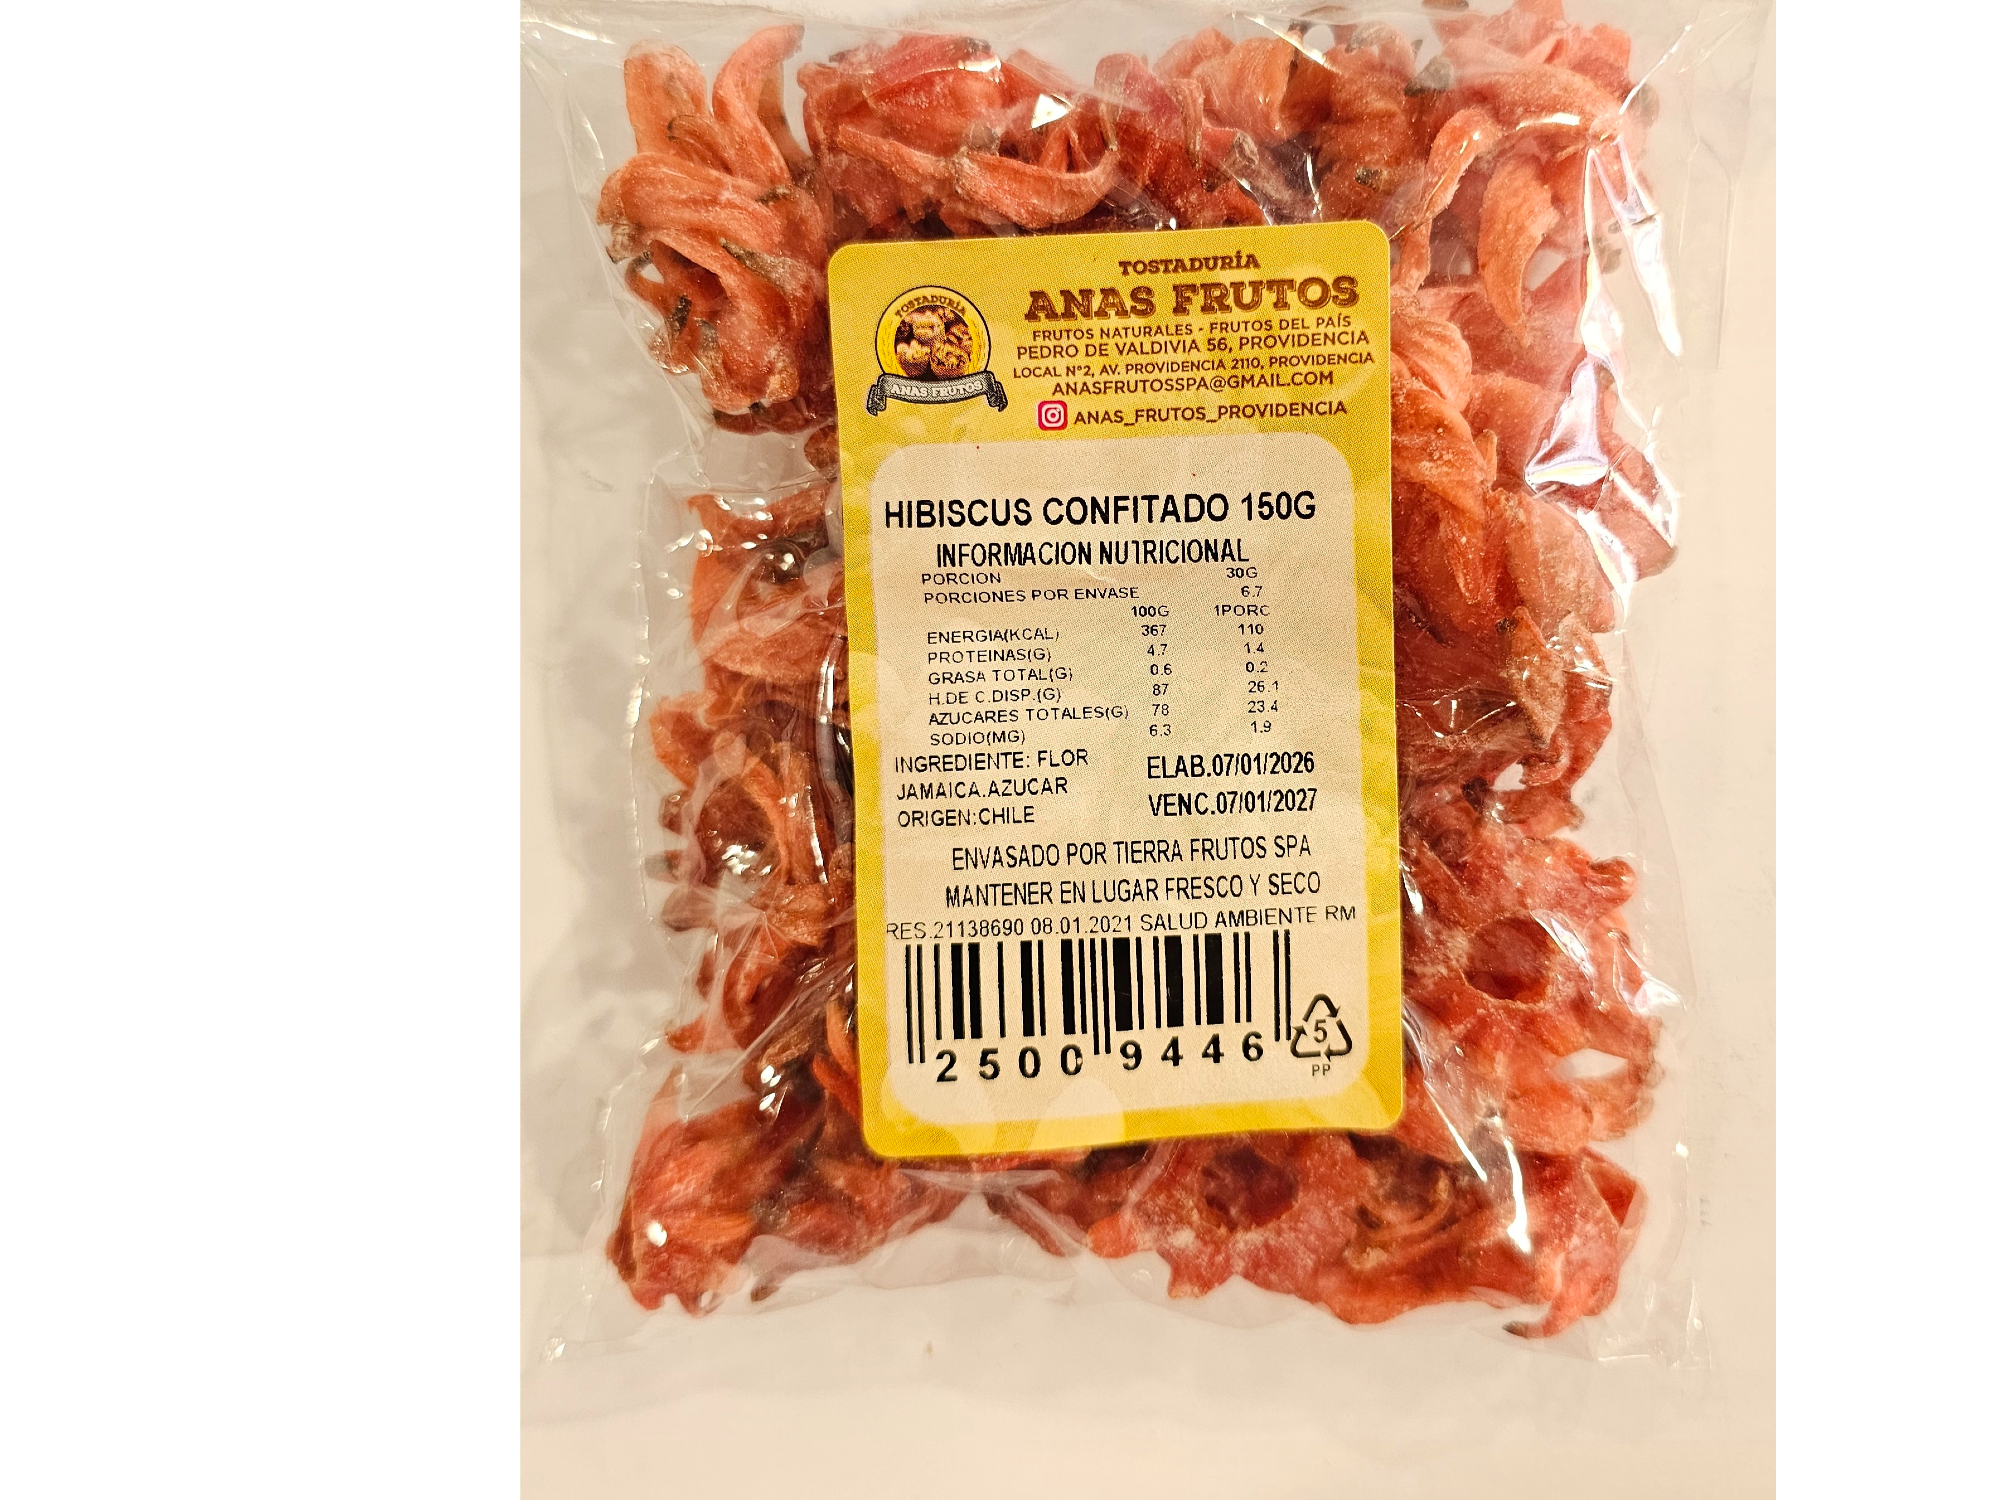 TOSTADURÍA
ANAS FRUTOS
FRUTOS NATURALES - FRUTOS DEL PAÍS
PEDRO DE VALDIVIA 56, PROVIDENCIA
LOCAL N°2, AV. PROVIDENCIA 2110, PROVIDENCIA
ANASFRUTOSSPA@GMAIL.COM
ANAS_FRUTOS_PROVIDENCIA
TOSTADURÍA
ANAS FRUTOS
HIBISCUS CONFITADO 150G
INFORMACION NUTRICIONAL
PORCION 30G
PORCIONES POR ENVASE 6.7
100G 1PORC
ENERGIA(KCAL) 367 110
PROTEINAS(G) 4.7 1.4
GRASA TOTAL(G) 0.6 0.2
H.DE C.DISP.(G) 87 26.1
AZUCARES TOTALES(G) 78 23.4
SODIO(MG) 6.3 1.9
INGREDIENTE: FLOR
JAMAICA.AZUCAR
ORIGEN:CHILE
ELAB.07/01/2026
VENC.07/01/2027
ENVASADO POR TIERRA FRUTOS SPA
MANTENER EN LUGAR FRESCO Y SECO
RES.21138690 08.01.2021 SALUD AMBIENTE RM
2500 9446
5
PP